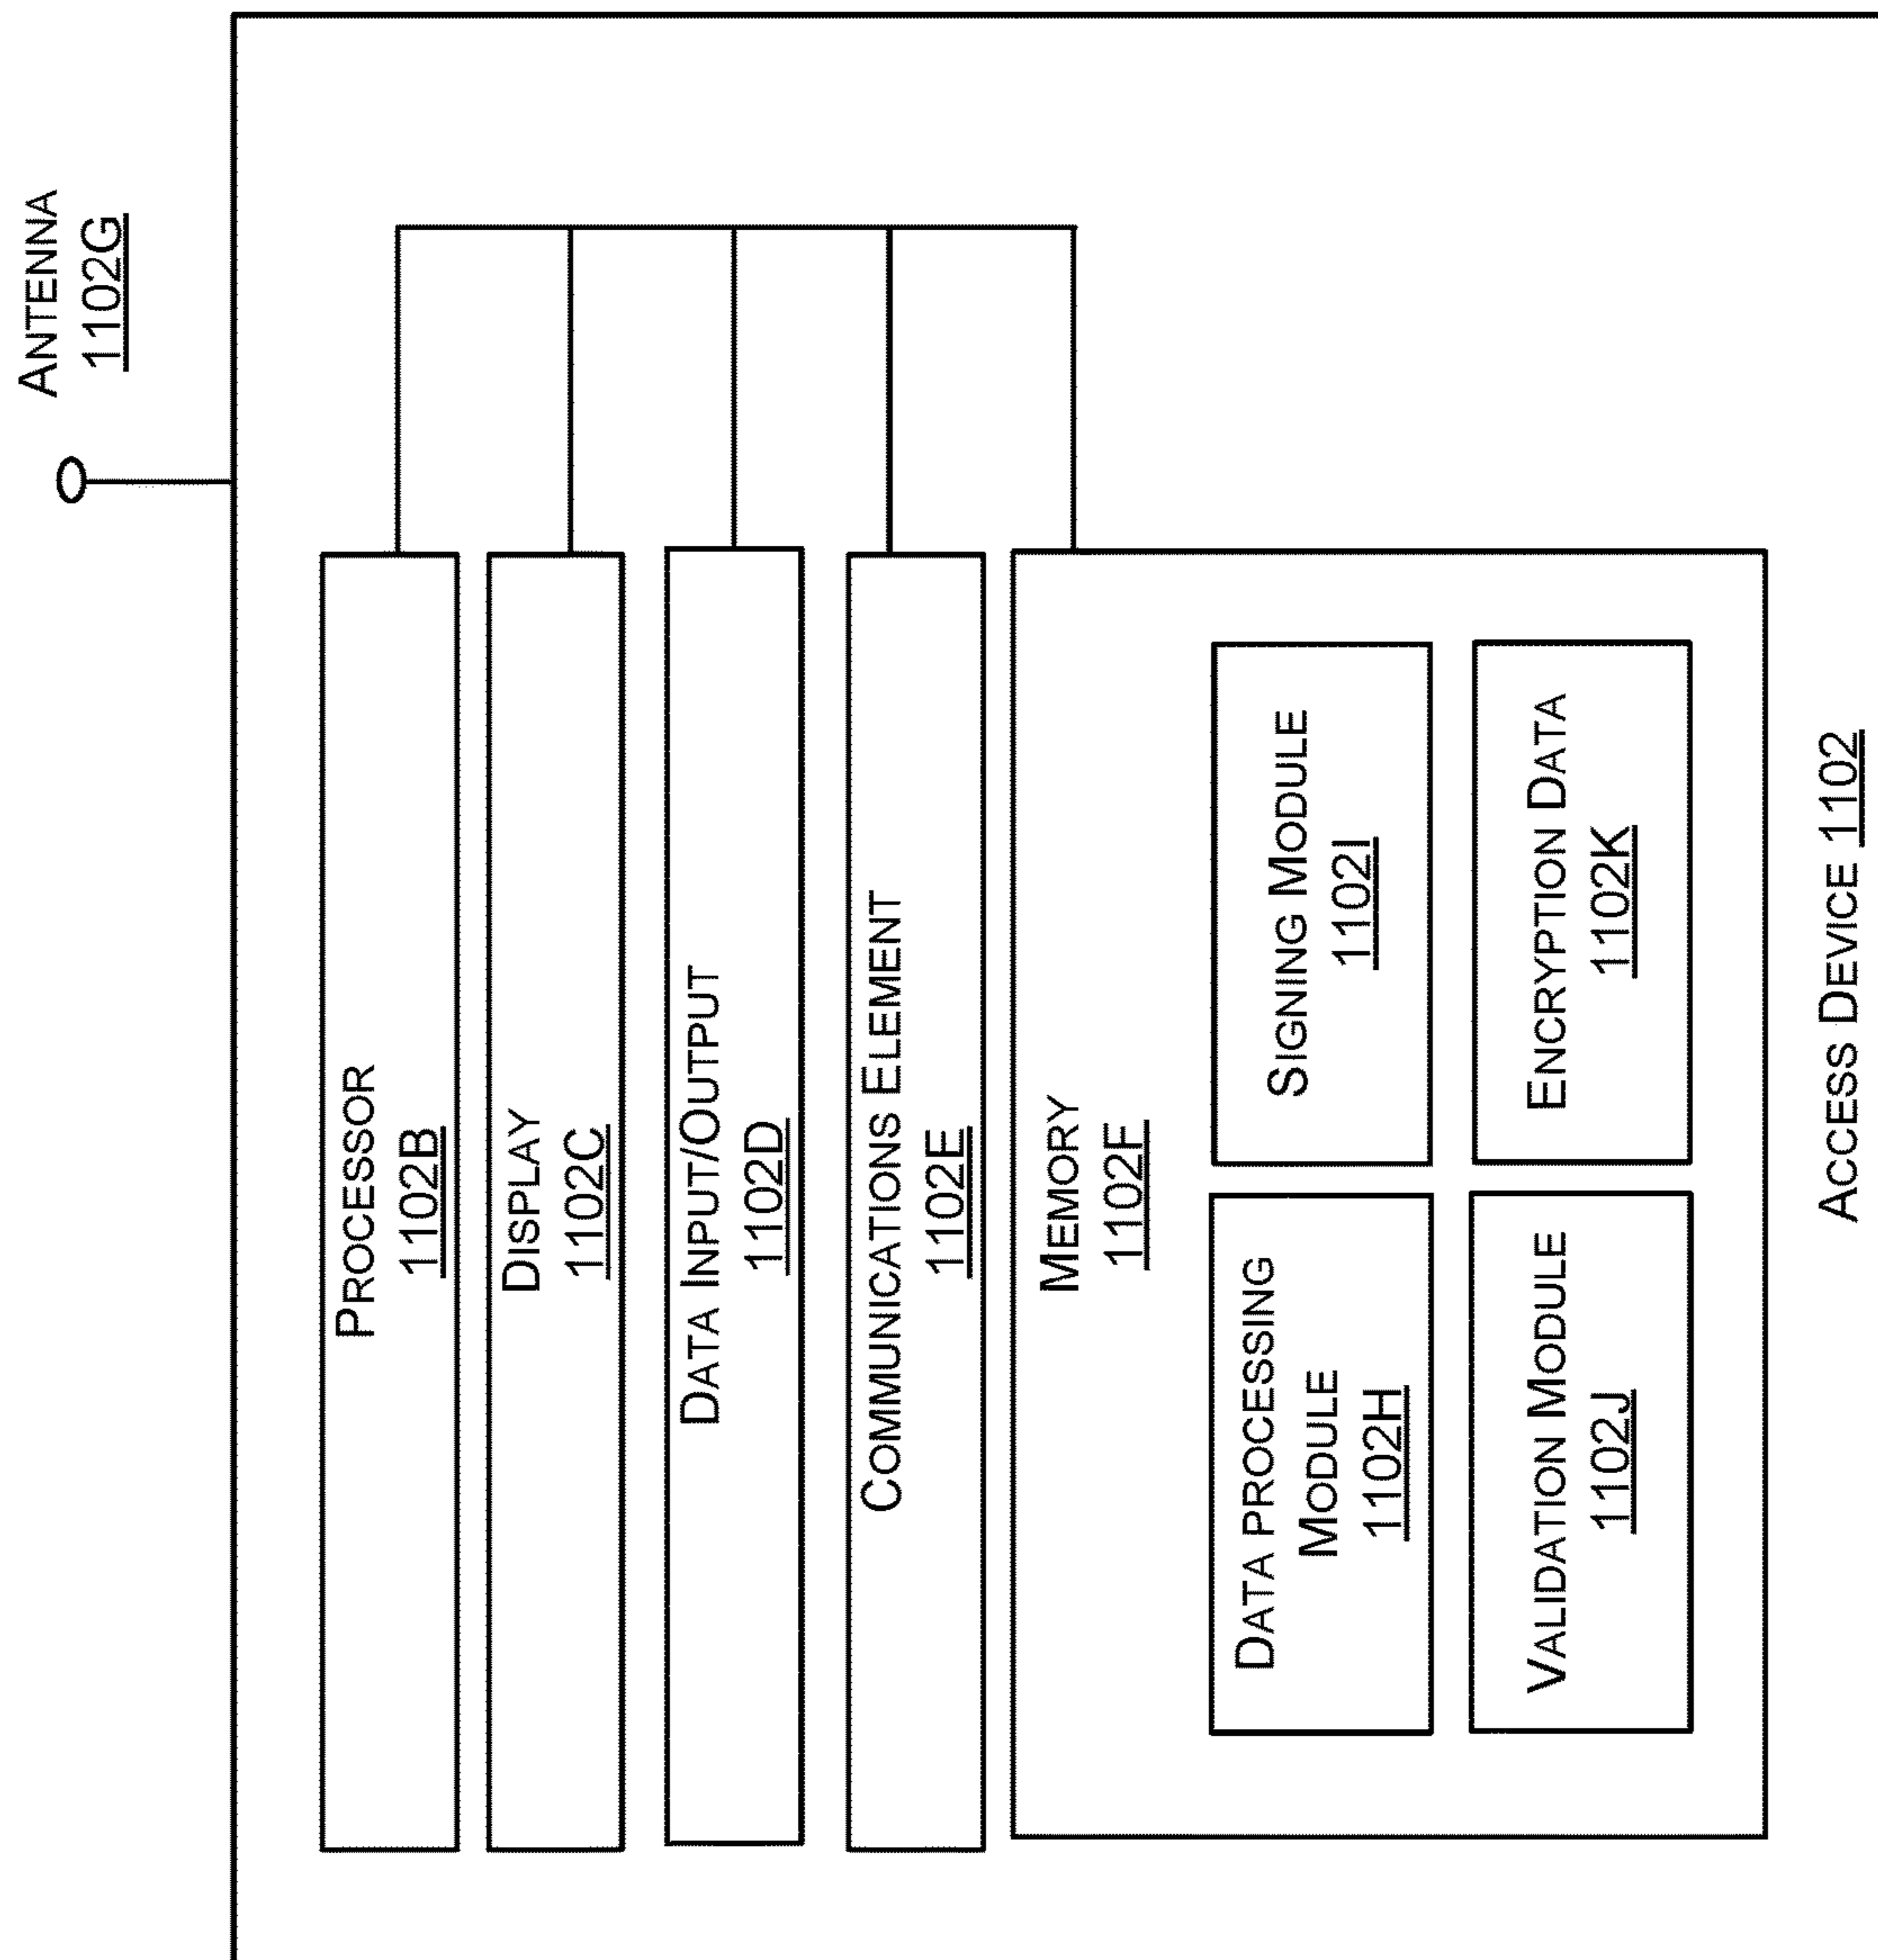 ANTENNA
1102G
PROCESSOR
1102B
DISPLAY
1102C
DATA INPUT/OUTPUT
1102D
COMMUNICATIONS ELEMENT
1102E
MEMORY
1102F
DATA PROCESSING
MODULE
1102H
SIGNING MODULE
1102I
VALIDATION MODULE
1102J
ENCRYPTION DATA
1102K
ACCESS DEVICE 1102